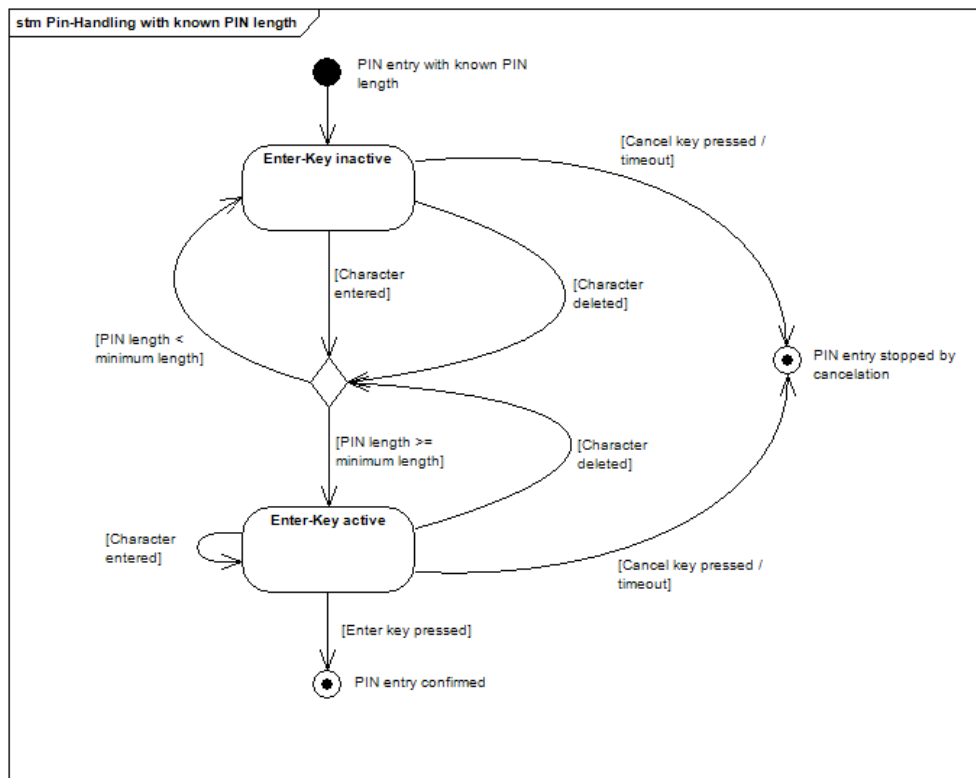 stm Pin-Handling with known PIN length
PIN entry with known PIN
length
Enter-Key inactive
[Cancel key pressed /
timeout]
[Character
entered]
[Character
deleted]
[PIN length <
minimum length]
PIN entry stopped by
cancelation
[PIN length >=
minimum length]
[Character
deleted]
Enter-Key active
[Character
entered]
[Cancel key pressed /
timeout]
[Enter key pressed]
PIN entry confirmed